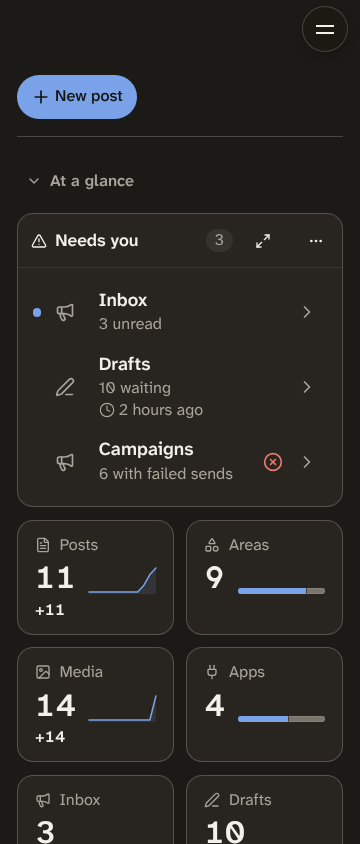 New post
At a glance
Needs you 3
Inbox
3 unread
Drafts
10 waiting
2 hours ago
Campaigns
6 with failed sends
Posts
11
+11
Areas
9
Media
14
+14
Apps
4
Inbox
3
Drafts
10